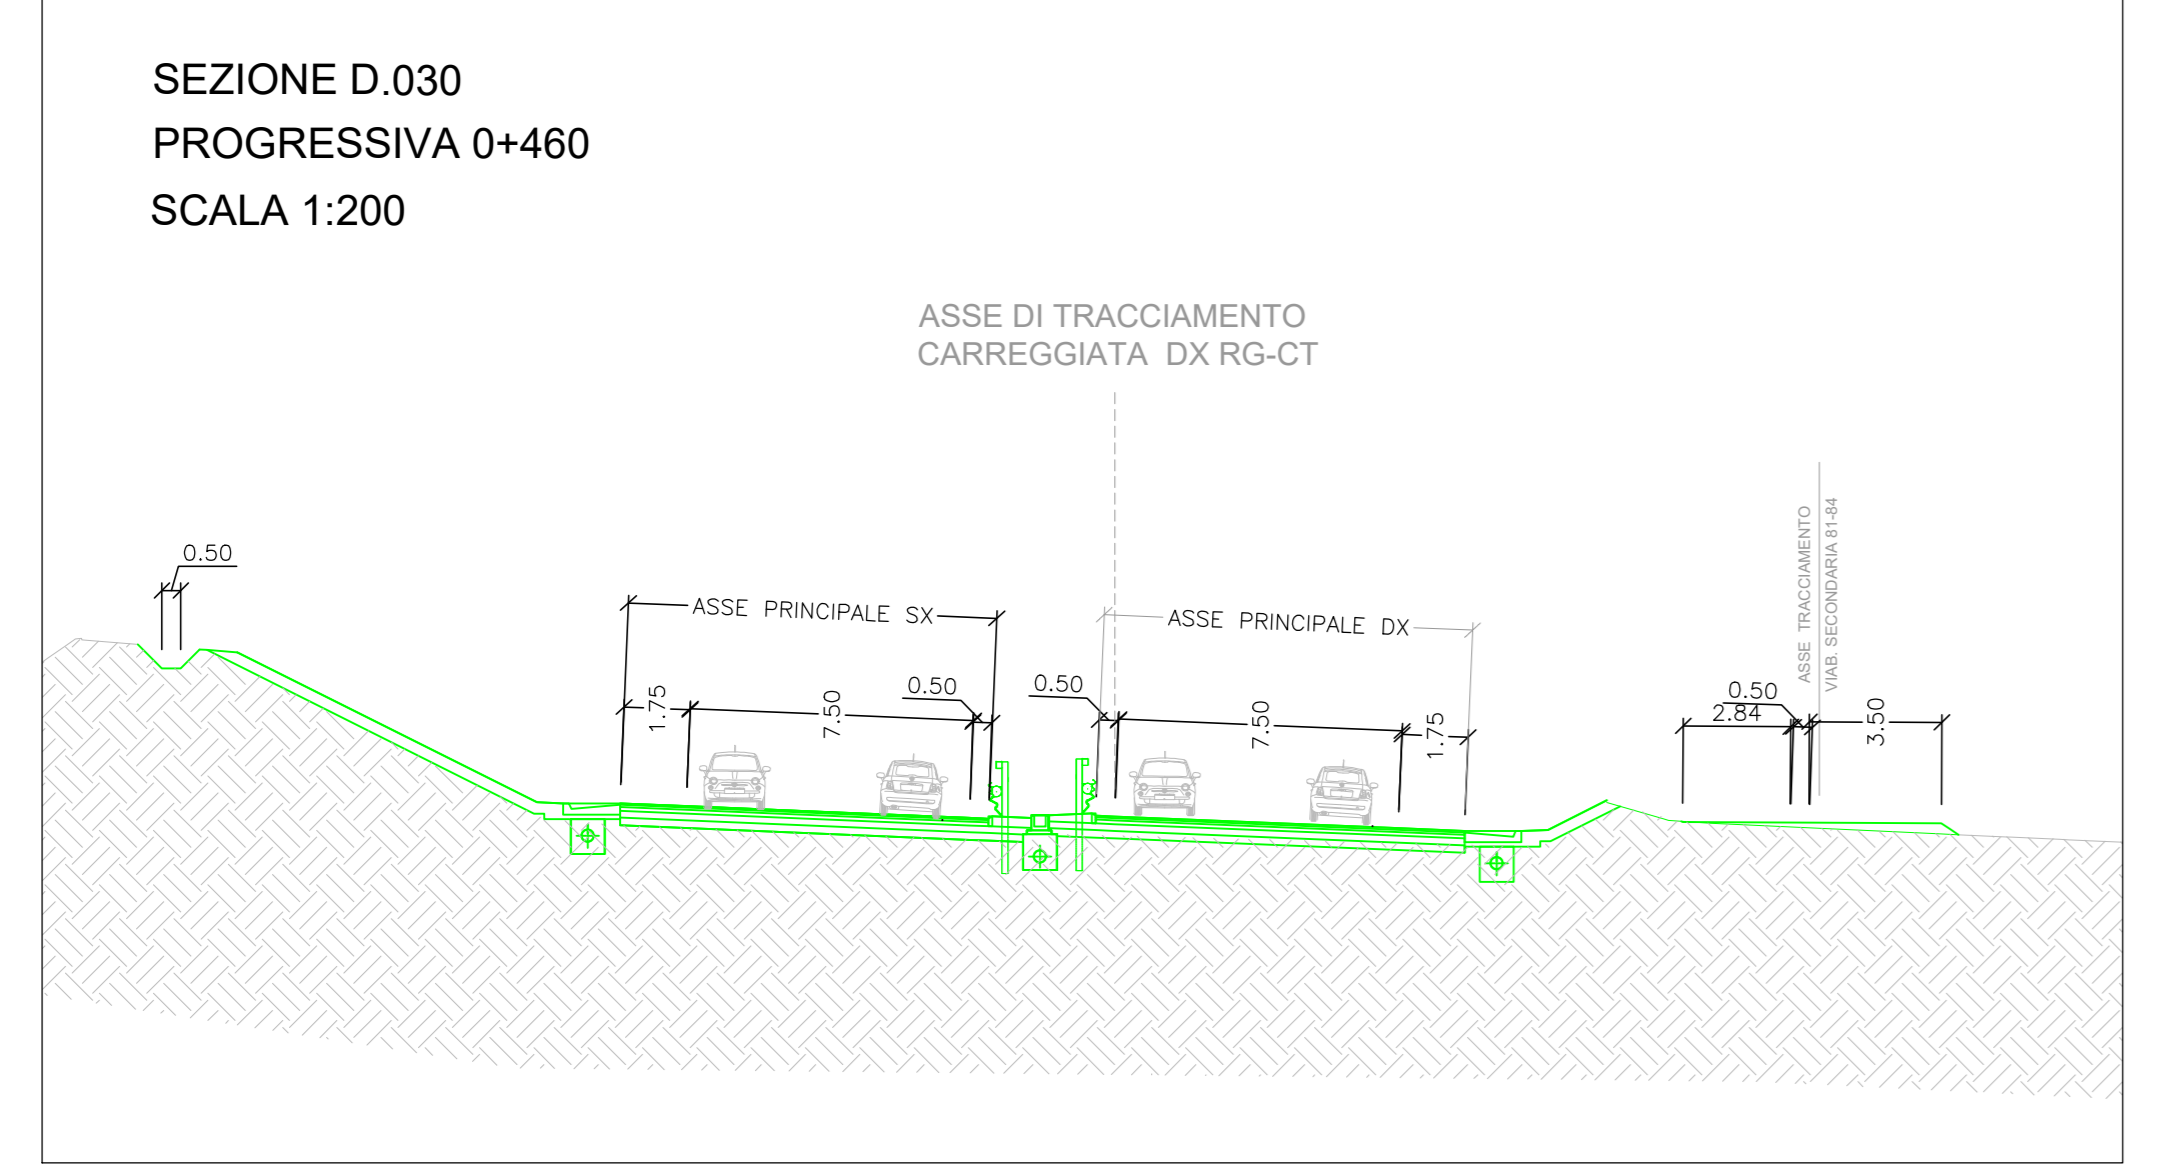 SEZIONE D.030
PROGRESSIVA 0+460
SCALA 1:200
ASSE DI TRACCIAMENTO
CARREGGIATA DX RG-CT
ASSE TRACCIAMENTO
VIAB. SECONDARIA 81-84
0.50
ASSE PRINCIPALE SX
ASSE PRINCIPALE DX
1.75
7.50
0.50
0.50
7.50
1.75
0.50
2.84
3.50